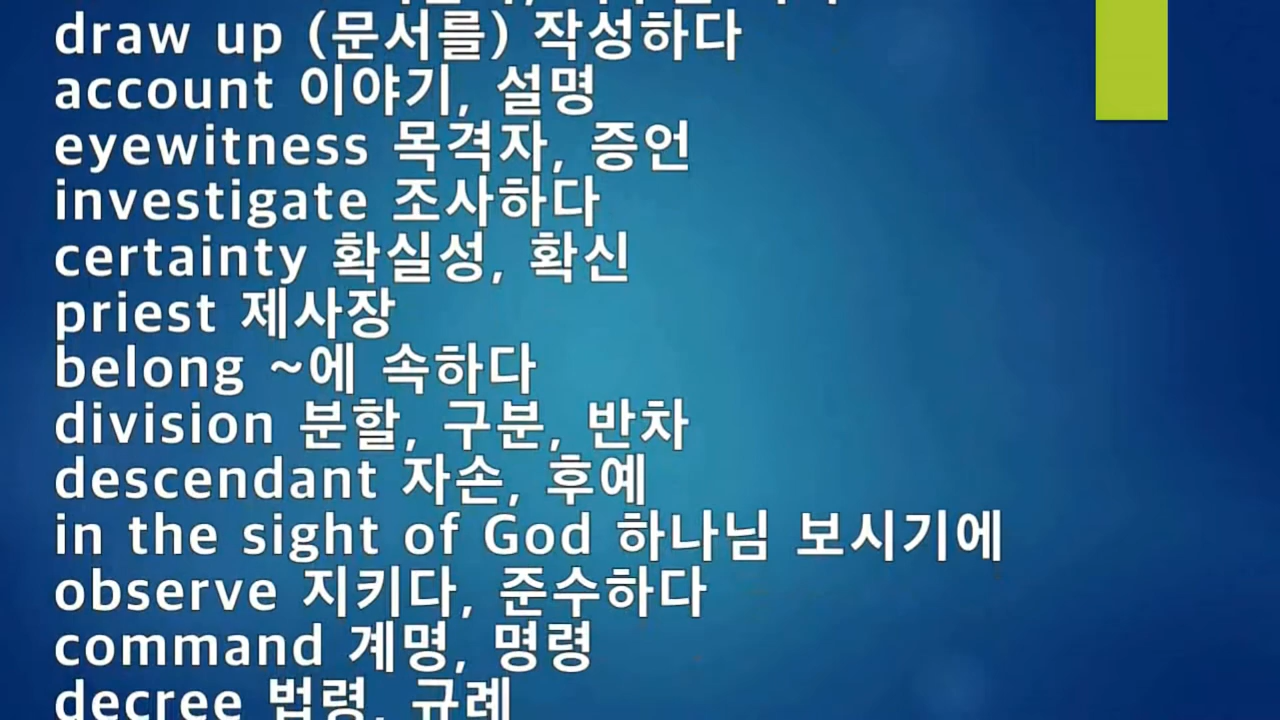 draw up (문서를) 작성하다
account 이야기, 설명
eyewitness 목격자, 증언
investigate 조사하다
certainty 확실성, 확신
priest 제사장
belong ~에 속하다
division 분할, 구분, 반차
descendant 자손, 후예
in the sight of God 하나님 보시기에
observe 지키다, 준수하다
command 계명, 명령
decree 법령, 규례